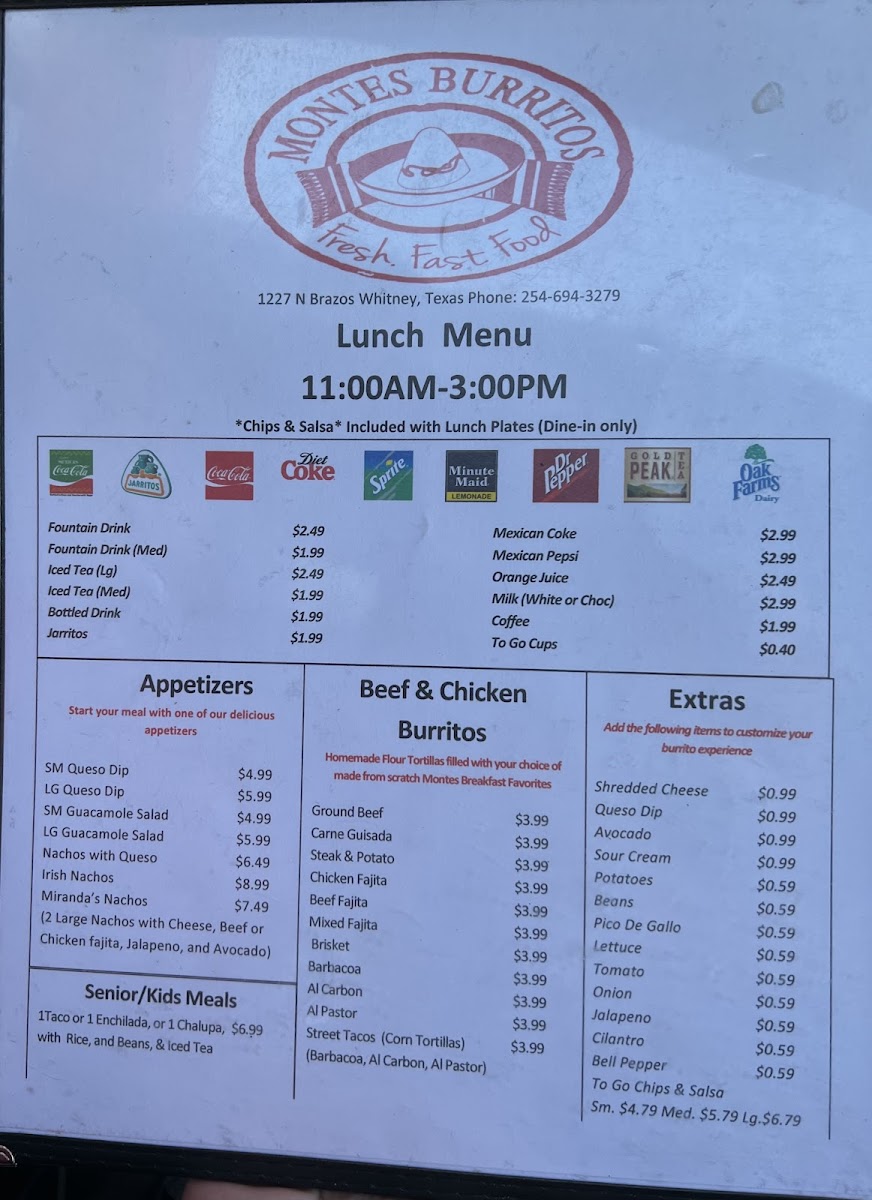 MONTES BURRITOS
Fresh. Fast Food
1227 N Brazos Whitney, Texas Phone: 254-694-3279
Lunch Menu
11:00AM-3:00PM
*Chips & Salsa* Included with Lunch Plates (Dine-in only)
Coca-Cola JARRITOS Coca-Cola Diet Coke Sprite Minute Maid LEMONADE Dr Pepper GOLD PEAK TEA Oak Farms Dairy
Fountain Drink $2.49
Fountain Drink (Med) $1.99
Iced Tea (Lg) $2.49
Iced Tea (Med) $1.99
Bottled Drink $1.99
Jarritos $1.99
Mexican Coke $2.99
Mexican Pepsi $2.99
Orange Juice $2.49
Milk (White or Choc) $2.99
Coffee $1.99
To Go Cups $0.40
Appetizers
Start your meal with one of our delicious
appetizers
SM Queso Dip $4.99
LG Queso Dip $5.99
SM Guacamole Salad $4.99
LG Guacamole Salad $5.99
Nachos with Queso $6.49
Irish Nachos $8.99
Miranda's Nachos $7.49
(2 Large Nachos with Cheese, Beef or
Chicken fajita, Jalapeno, and Avocado)
Senior/Kids Meals
1Taco or 1 Enchilada, or 1 Chalupa, $6.99
with Rice, and Beans, & Iced Tea
Beef & Chicken
Burritos
Homemade Flour Tortillas filled with your choice of
made from scratch Montes Breakfast Favorites
Ground Beef $3.99
Carne Guisada $3.99
Steak & Potato $3.99
Chicken Fajita $3.99
Beef Fajita $3.99
Mixed Fajita $3.99
Brisket $3.99
Barbacoa $3.99
Al Carbon $3.99
Al Pastor $3.99
Street Tacos (Corn Tortillas) $3.99
(Barbacoa, Al Carbon, Al Pastor)
Extras
Add the following items to customize your
burrito experience
Shredded Cheese $0.99
Queso Dip $0.99
Avocado $0.99
Sour Cream $0.99
Potatoes $0.59
Beans $0.59
Pico De Gallo $0.59
Lettuce $0.59
Tomato $0.59
Onion $0.59
Jalapeno $0.59
Cilantro $0.59
Bell Pepper $0.59
To Go Chips & Salsa
Sm. $4.79 Med. $5.79 Lg.$6.79